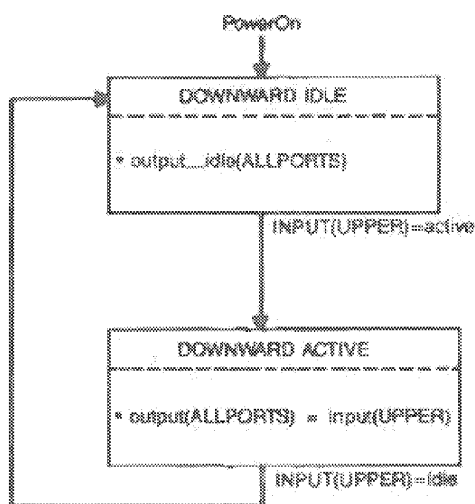 PowerOn
DOWNWARD IDLE
* output_idle(ALLPORTS)
INPUT(UPPER)=active
DOWNWARD ACTIVE
* output(ALLPORTS) = input(UPPER)
INPUT(UPPER)=idle